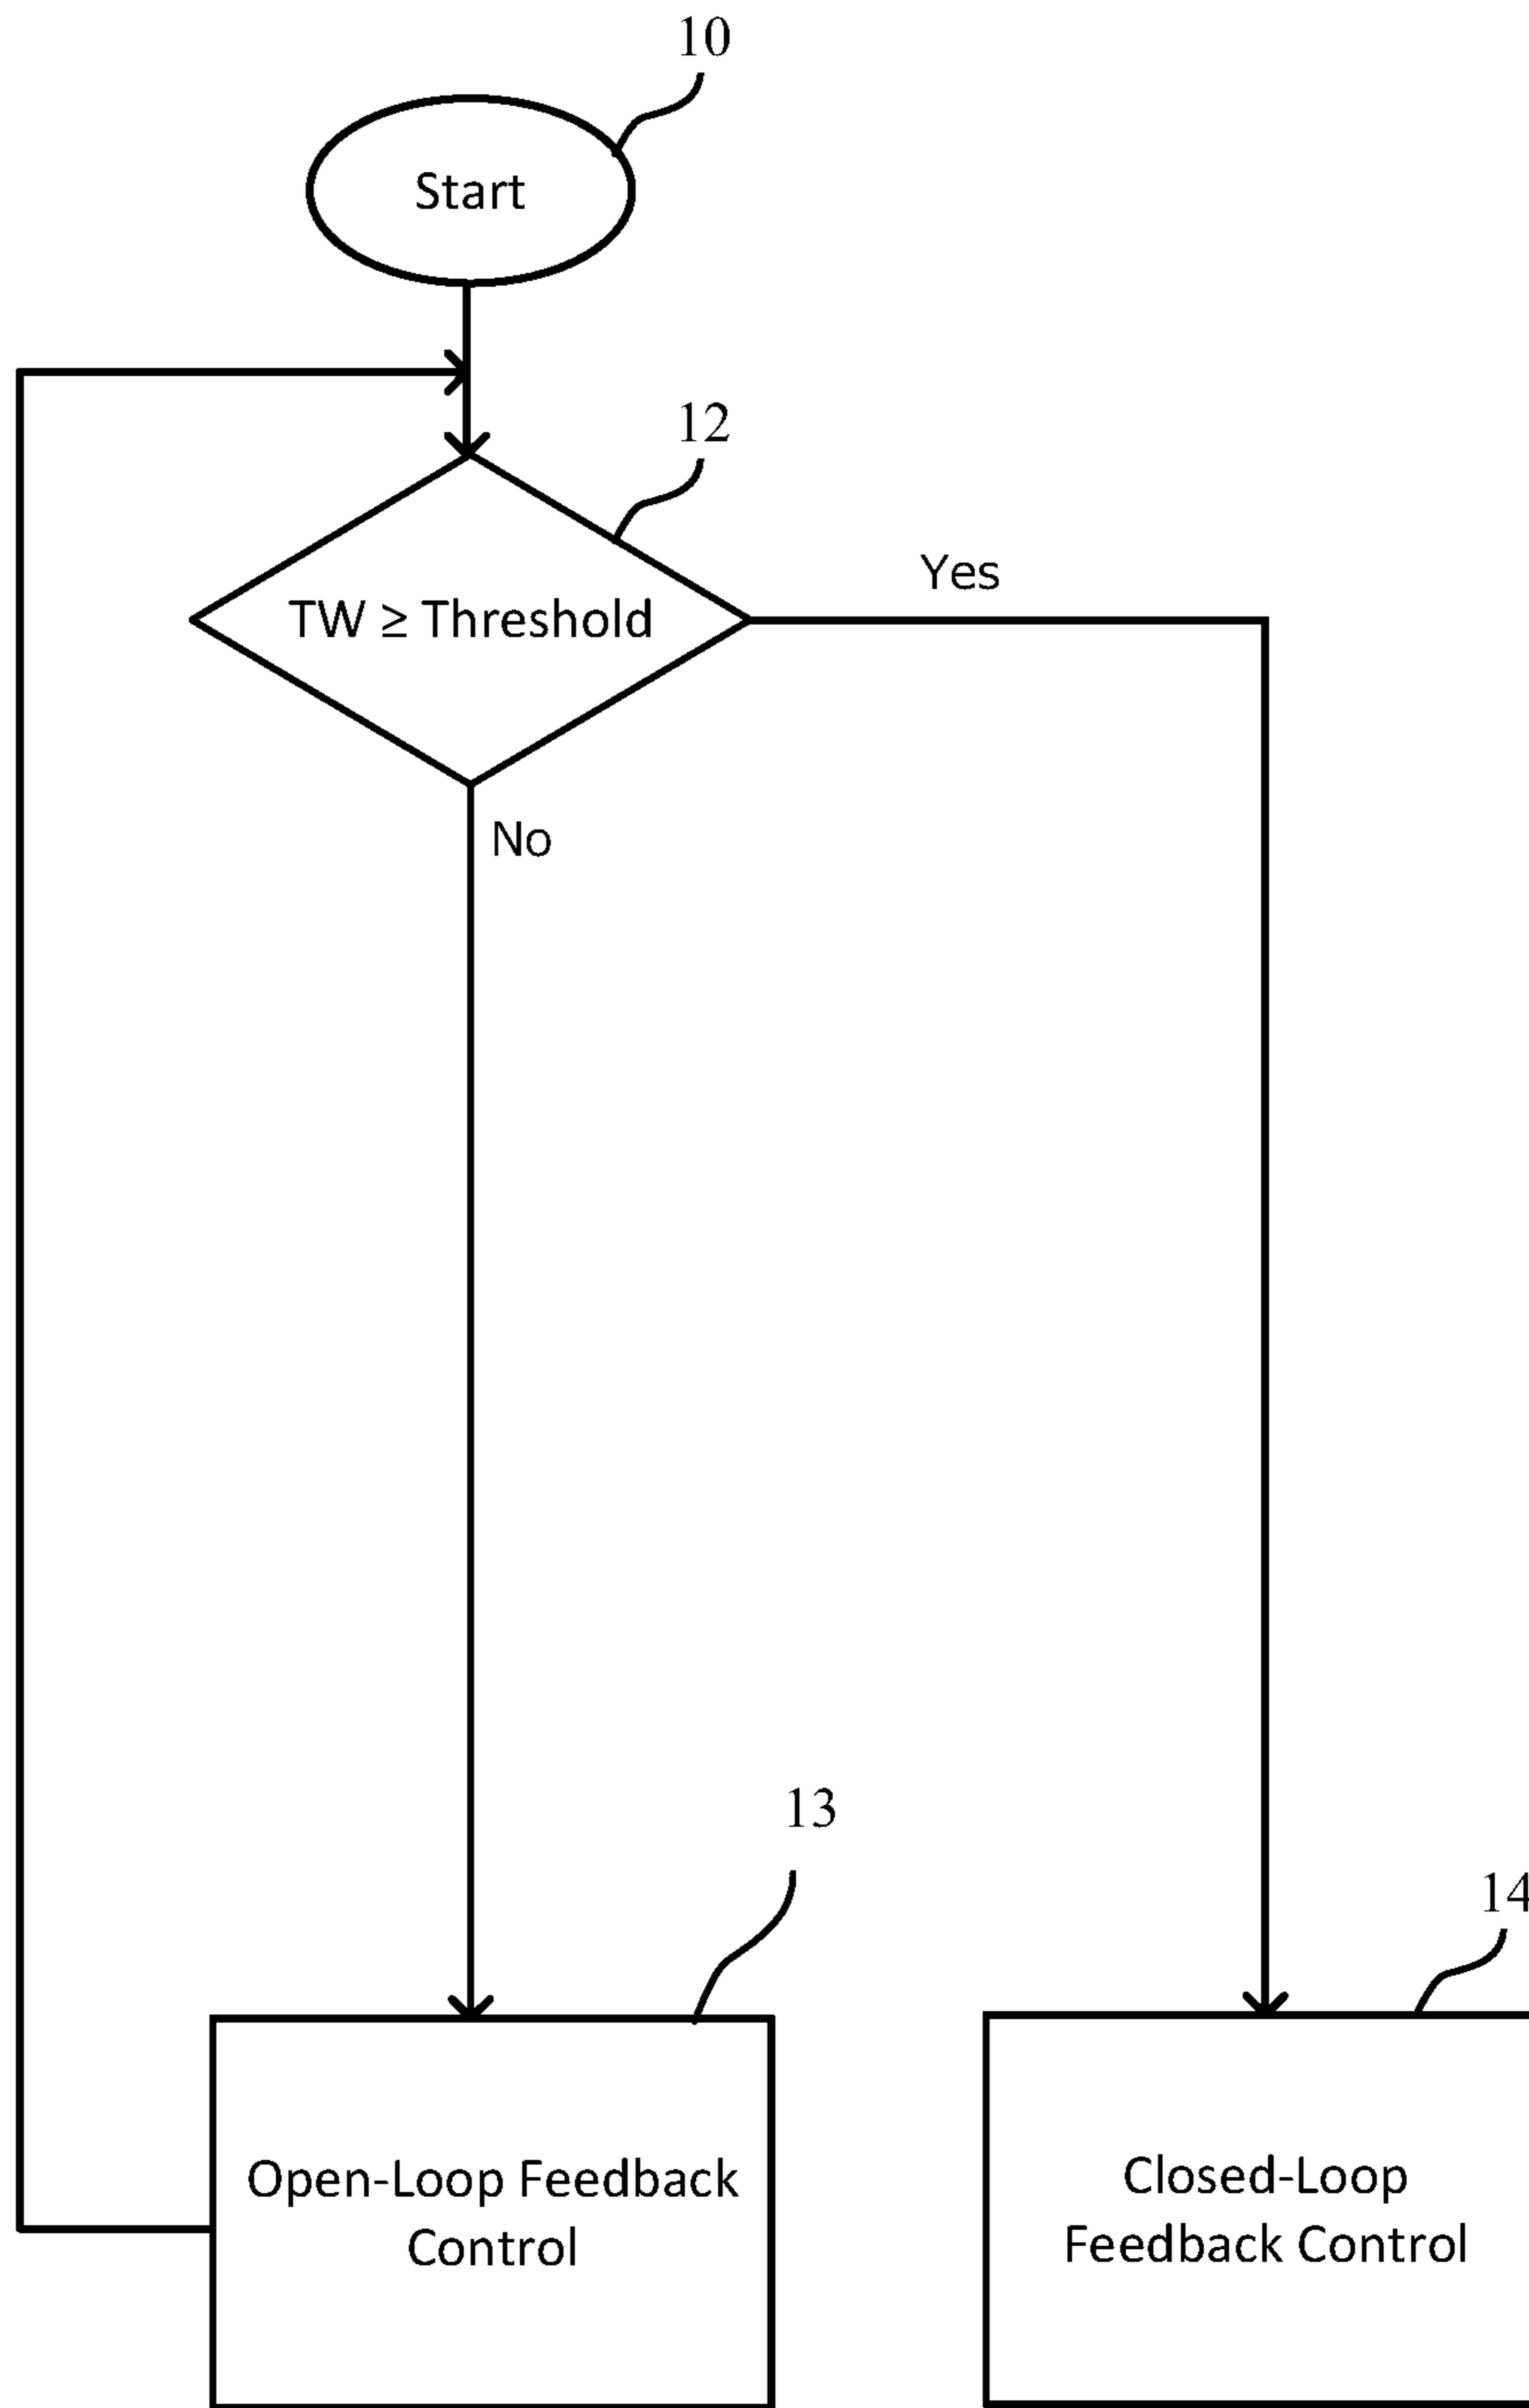 10
Start
12
TW ≥ Threshold
Yes
No
13
14
Open-Loop Feedback
Control
Closed-Loop
Feedback Control